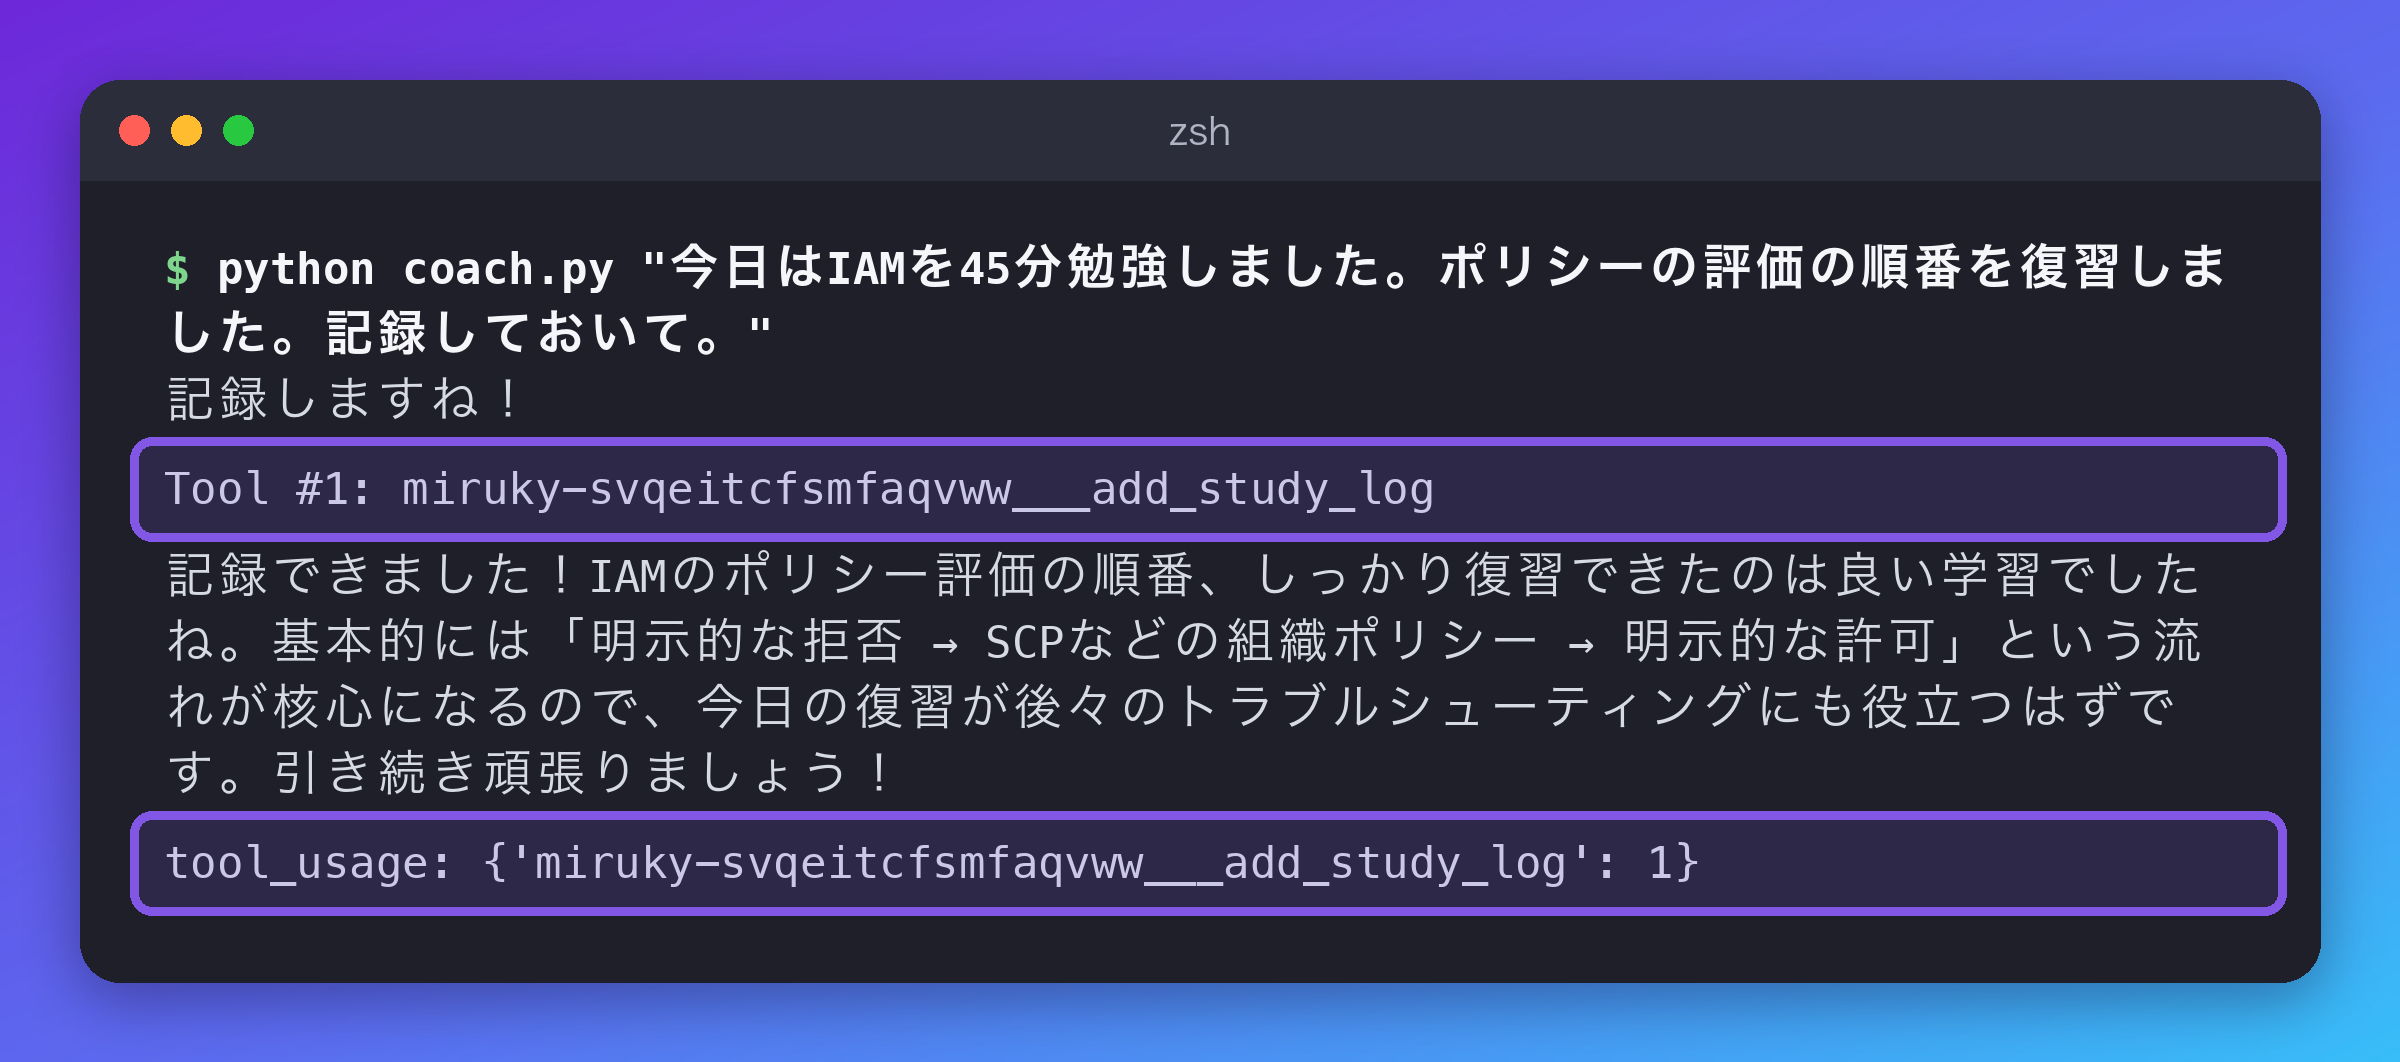 zsh
$ python coach.py "今日はIAMを45分勉強しました。ポリシーの評価の順番を復習しま
した。記録しておいて。"
記録しますね！
Tool #1: miruky-svqeitcfsmfaqvww___add_study_log
記録できました！IAMのポリシー評価の順番、しっかり復習できたのは良い学習でした
ね。基本的には「明示的な拒否 → SCPなどの組織ポリシー → 明示的な許可」という流
れが核心になるので、今日の復習が後々のトラブルシューティングにも役立つはずで
す。引き続き頑張りましょう！
tool_usage: {'miruky-svqeitcfsmfaqvww___add_study_log': 1}